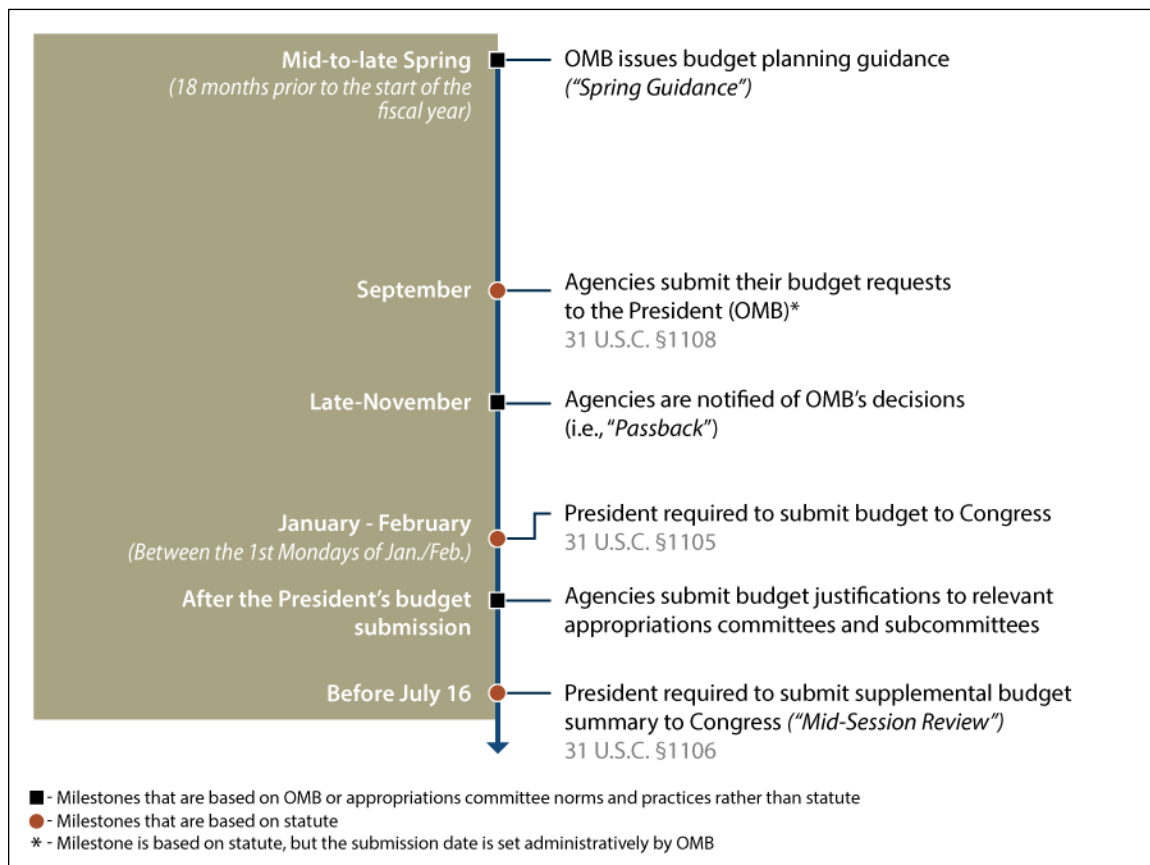 Mid-to-late Spring
(18 months prior to the start of the
fiscal year)
OMB issues budget planning guidance
(“Spring Guidance”)
September
Agencies submit their budget requests
to the President (OMB)*
31 U.S.C. §1108
Late-November
Agencies are notified of OMB’s decisions
(i.e., “Passback”)
January - February
(Between the 1st Mondays of Jan./Feb.)
President required to submit budget to Congress
31 U.S.C. §1105
After the President’s budget
submission
Agencies submit budget justifications to relevant
appropriations committees and subcommittees
Before July 16
President required to submit supplemental budget
summary to Congress (“Mid-Session Review”)
31 U.S.C. §1106
- Milestones that are based on OMB or appropriations committee norms and practices rather than statute
- Milestones that are based on statute
* - Milestone is based on statute, but the submission date is set administratively by OMB